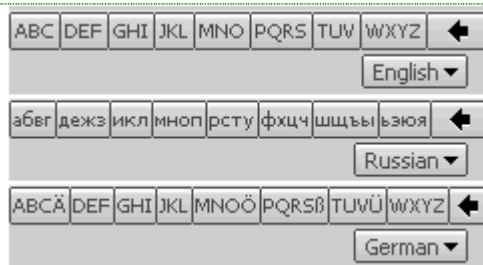 ABC DEF GHI JKL MNO PQRS TUV WXYZ
English
абвг дежз икл мноп рсту фхцч шщъы ьэюя
Russian
ABCÄ DEF GHI JKL MNOÖ PQRSß TUVÜ WXYZ
German